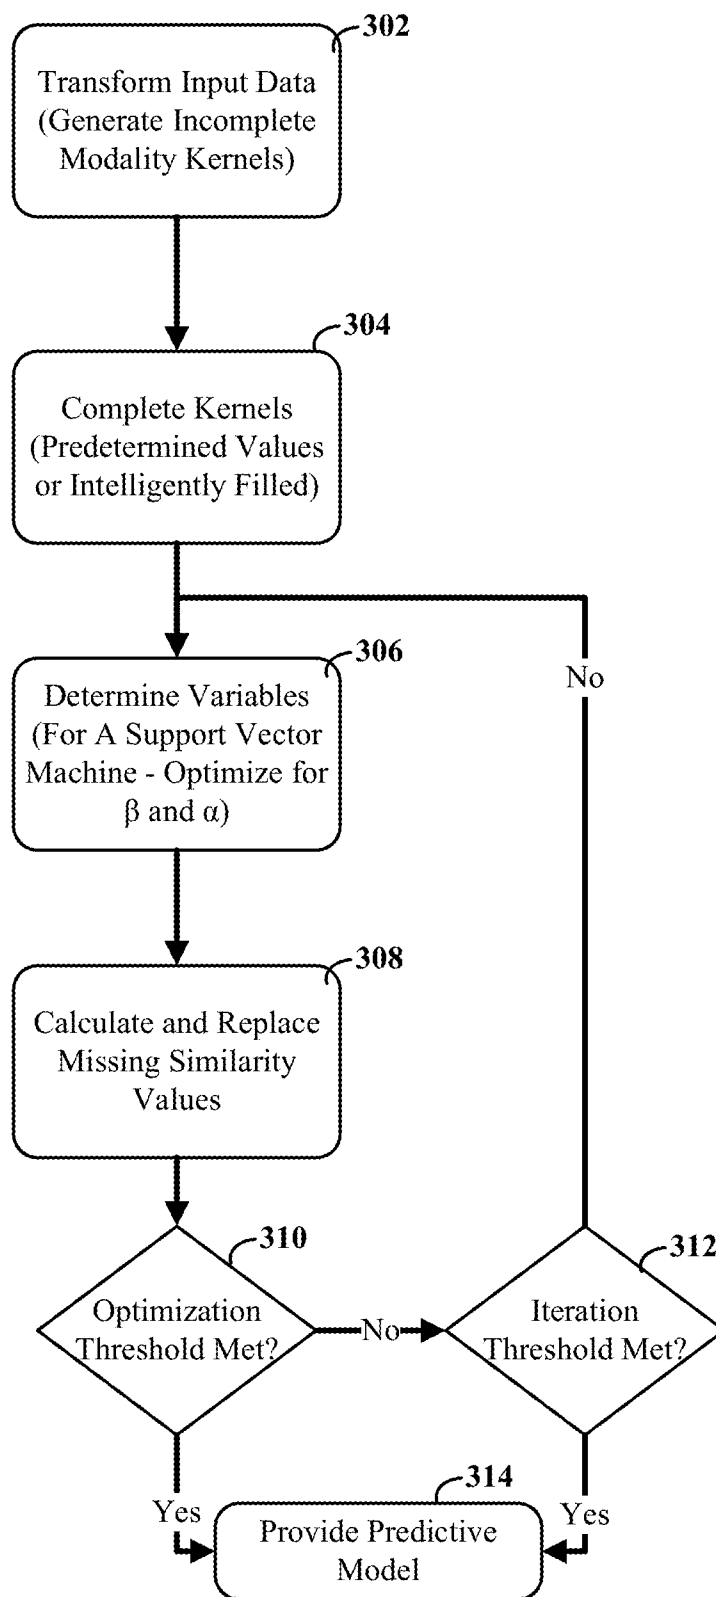 302
Transform Input Data
(Generate Incomplete
Modality Kernels)
304
Complete Kernels
(Predetermined Values
or Intelligently Filled)
306
Determine Variables
(For A Support Vector
Machine - Optimize for
β and α)
No
308
Calculate and Replace
Missing Similarity
Values
310
Optimization
Threshold Met?
No
312
Iteration
Threshold Met?
Yes
314
Provide Predictive
Model
Yes